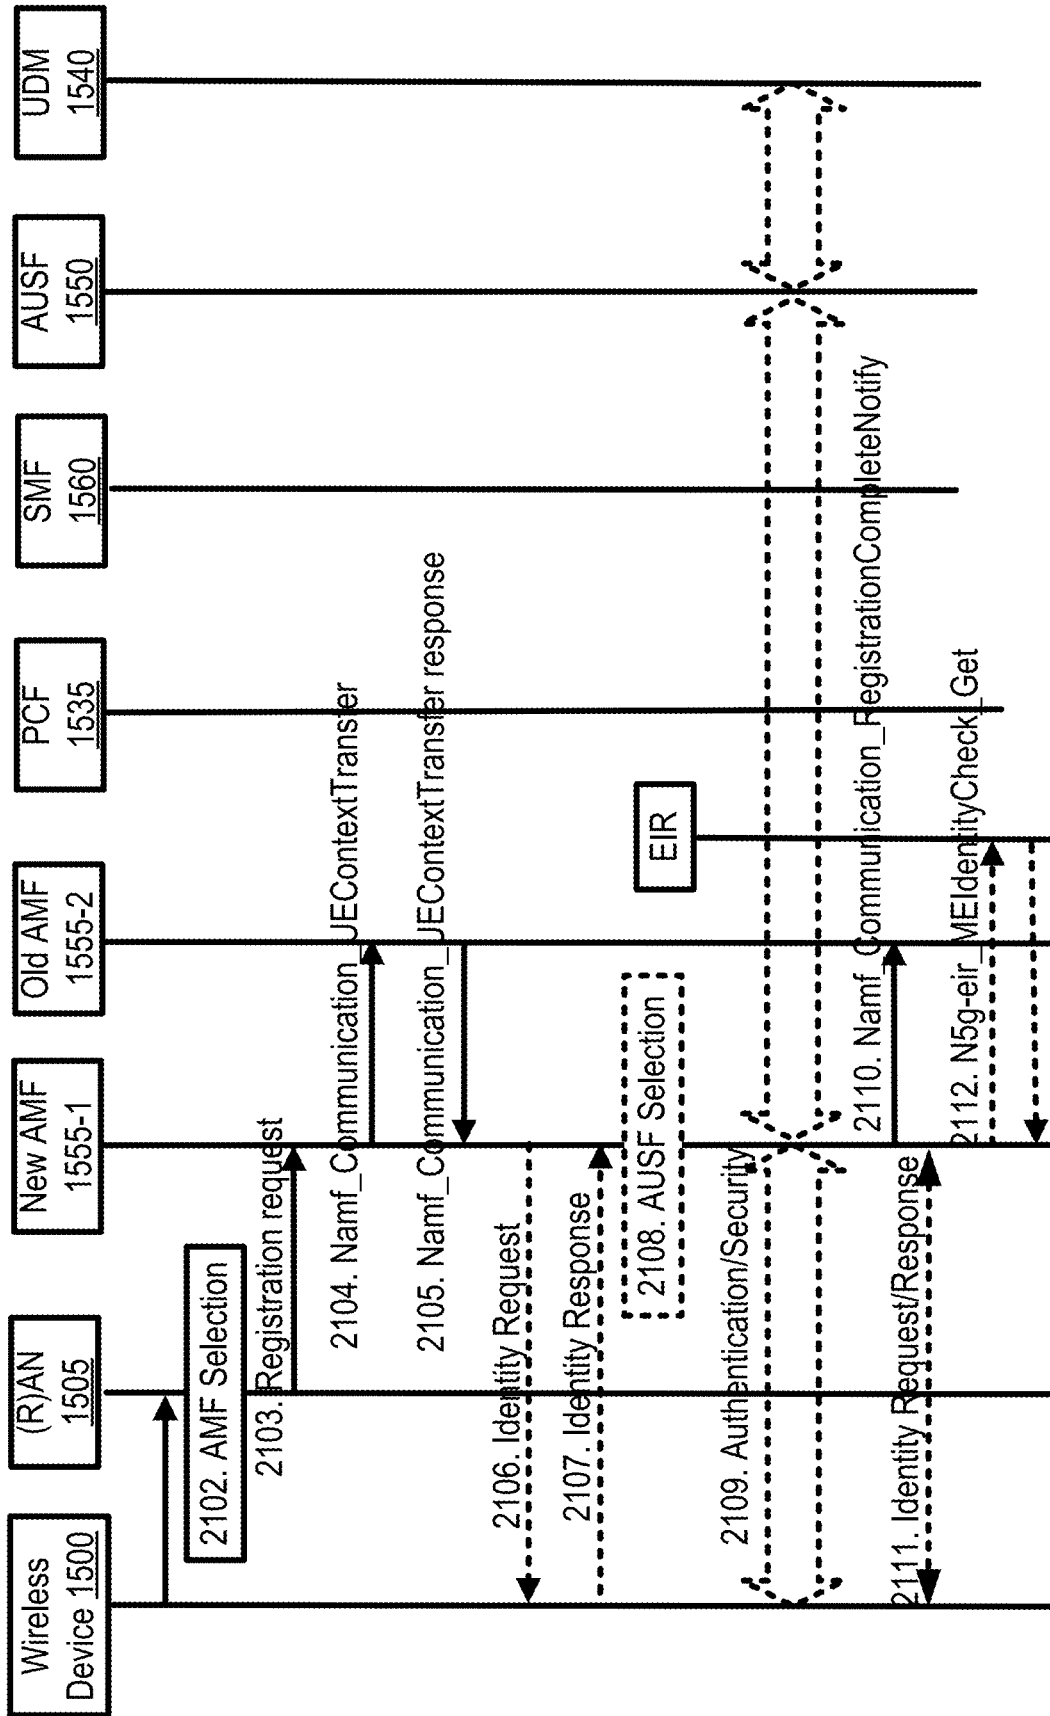 Wireless
Device 1500
(R)AN
1505
New AMF
1555-1
Old AMF
1555-2
PCF
1535
SMF
1560
AUSF
1550
UDM
1540
2102. AMF Selection
2103. Registration request
2104. Namf_Communication_UEContextTransfer
2105. Namf_Communication_UEContextTransfer response
2106. Identity Request
2107. Identity Response
EIR
2108. AUSF Selection
2109. Authentication/Security
2110. Namf_Communication_RegistrationCompleteNotify
2111. Identity Request/Response
2112. N5g-eir_MEIdentityCheck_Get